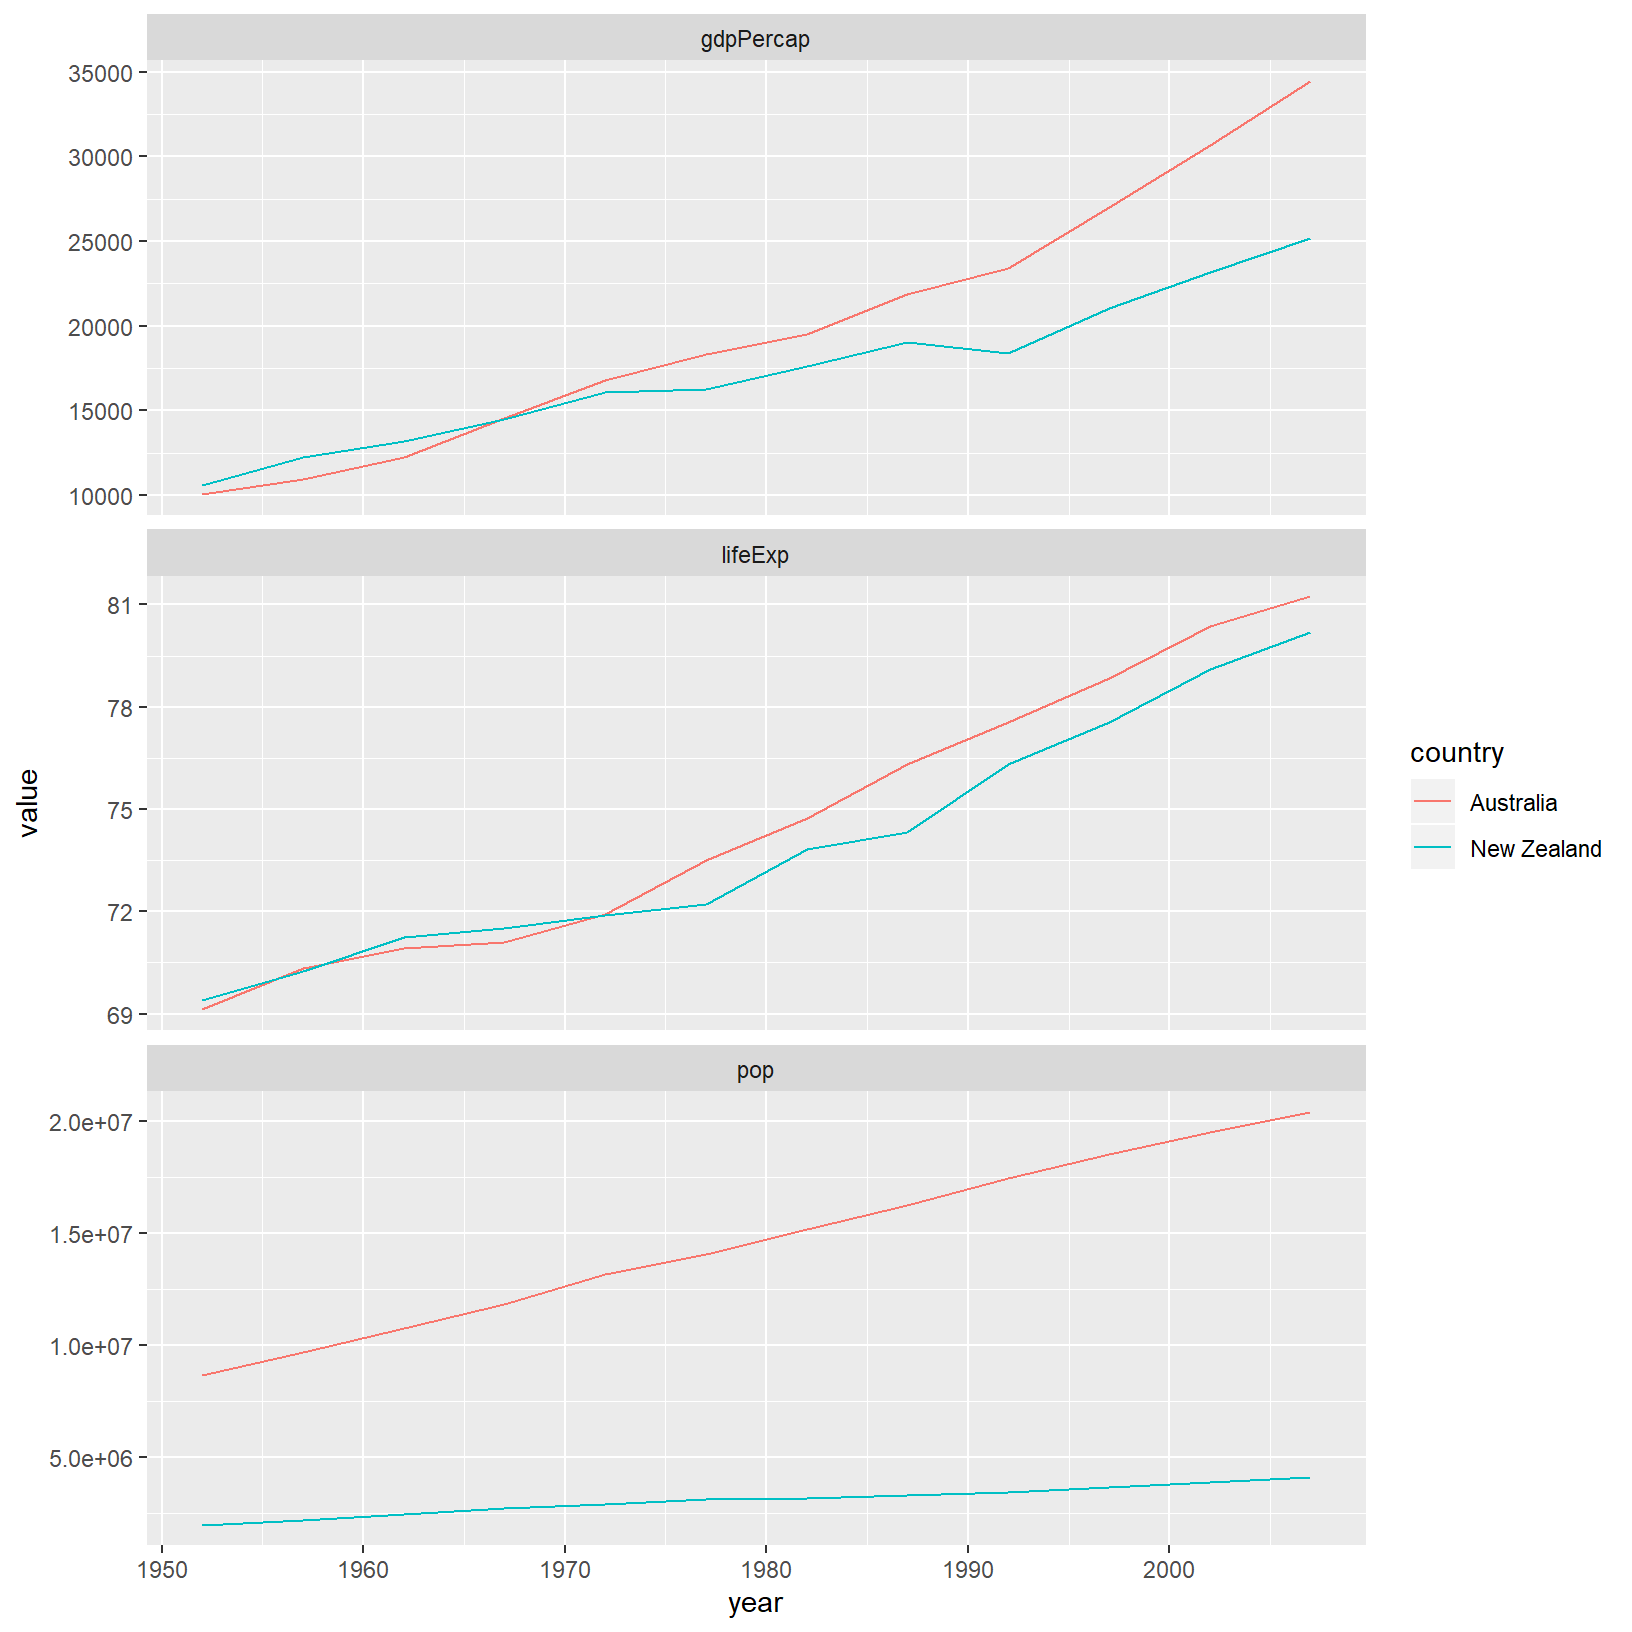 gdpPercap
35000
30000
25000
20000
15000
10000
lifeExp
81
78
75
72
69
value
country
Australia
New Zealand
pop
2.0e+07
1.5e+07
1.0e+07
5.0e+06
1950 1960 1970 1980 1990 2000
year